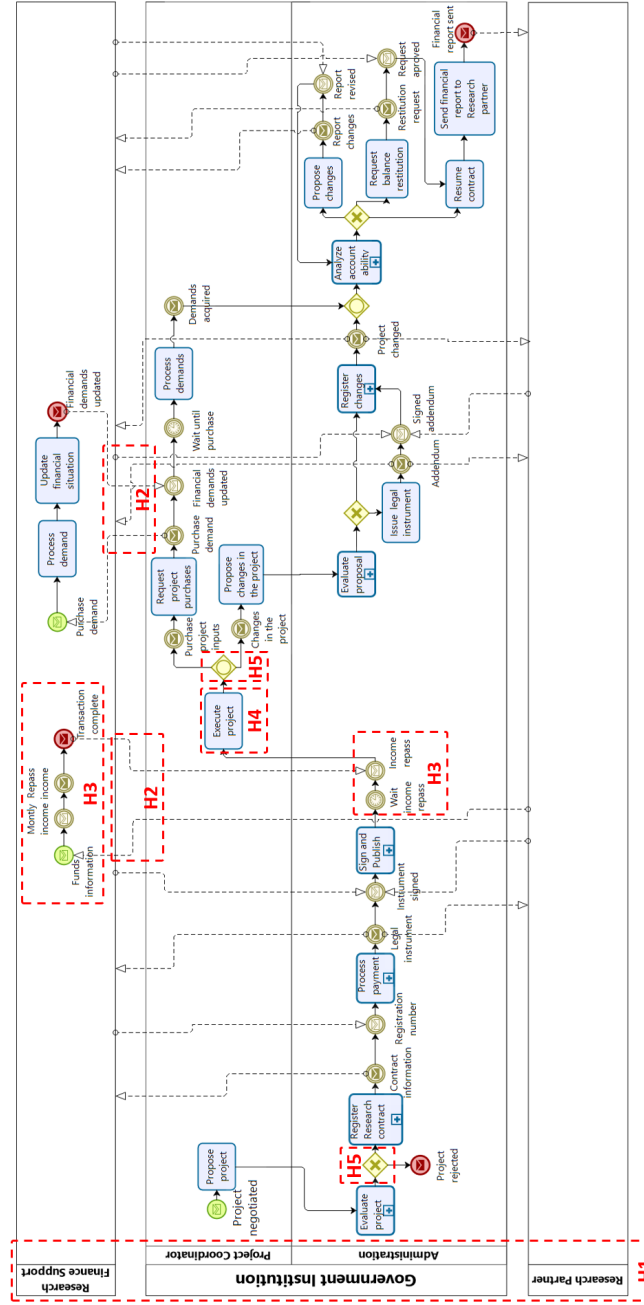 Research
Finance Support
Government Institution
Project Coordinator
Administration
Research Partner
H1
Funds
information
Montly
income
Repass
income
Transaction
complete
H3
H2
Purchase
demand
Process
demand
Update
financial
situation
Financial
demands
updated
H2
Project
negotiated
Propose
project
Execute
project
H4
H5
Purchase
project
inputs
Changes
in the
project
Request
project
purchases
Propose
changes in
the project
Purchase
demand
Financial
demands
updated
Wait until
purchase
Process
demands
Demands
acquired
Evaluate
project
H5
Project
rejected
Register
Research
contract
Contract
information
Registration
number
Process
payment
Legal
instrument
Instrument
signed
Sign and
Publish
Wait
income
repass
Income
repass
H3
Evaluate
proposal
Issue legal
instrument
Addendum
Signed
addendum
Register
changes
Project
changed
Analyze
account
ability
Propose
changes
Report
changes
Report
revised
Request
balance
restitution
Restitution
request
Request
aproved
Resume
contract
Send financial
report to
Research
partner
Financial
report sent